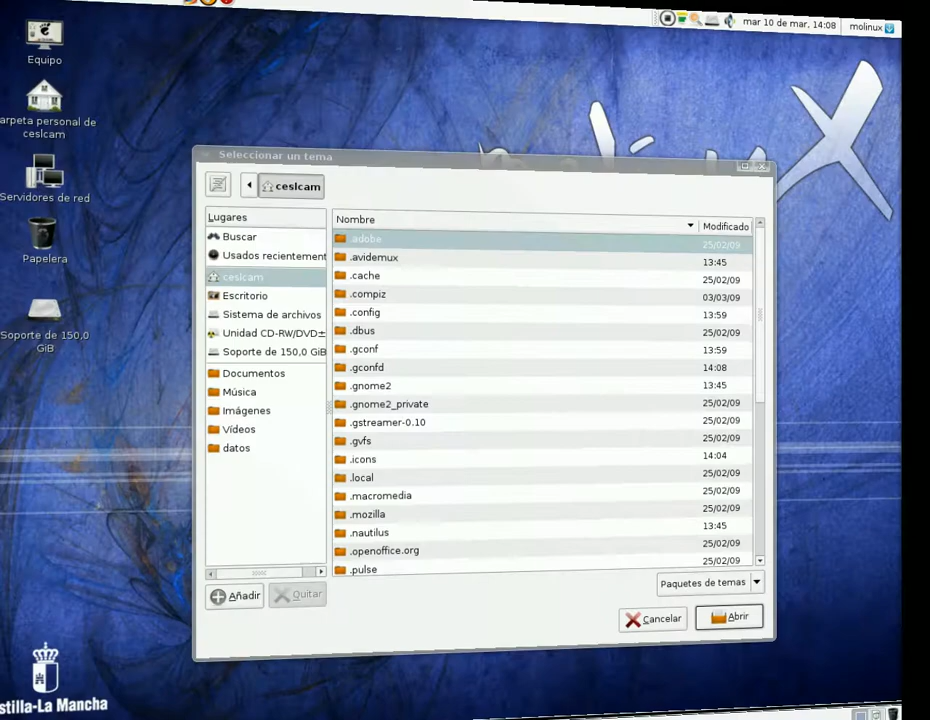 mar 10 de mar, 14:08
molinux
Equipo
arpeta personal de
ceslcam
Servidores de red
Papelera
Soporte de 150,0
GiB
Seleccionar un tema
ceslcam
Lugares
Buscar
Usados recientement
ceslcam
Escritorio
Sistema de archivos
Unidad CD-RW/DVD±
Soporte de 150,0 GiB
Documentos
Música
Imágenes
Vídeos
datos
Nombre Modificado
.adobe 25/02/09
.avidemux 13:45
.cache 25/02/09
.compiz 03/03/09
.config 13:59
.dbus 25/02/09
.gconf 13:59
.gconfd 14:08
.gnome2 13:45
.gnome2_private 25/02/09
.gstreamer-0.10 25/02/09
.gvfs 25/02/09
.icons 14:04
.local 25/02/09
.macromedia 25/02/09
.mozilla 25/02/09
.nautilus 13:45
.openoffice.org 25/02/09
.pulse 25/02/09
Añadir
Quitar
Paquetes de temas
Cancelar
Abrir
stilla-La Mancha